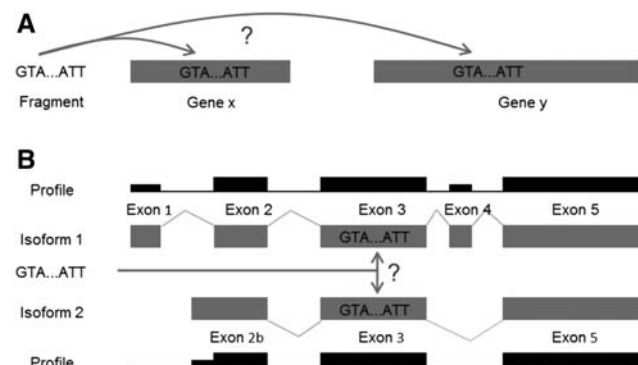 A
?
GTA...ATT GTA...ATT GTA...ATT
Fragment Gene x Gene y
B
Profile
Exon 1 Exon 2 Exon 3 Exon 4 Exon 5
Isoform 1 GTA...ATT
GTA...ATT ?
Isoform 2 GTA...ATT
Exon 2b Exon 3 Exon 5
Profile